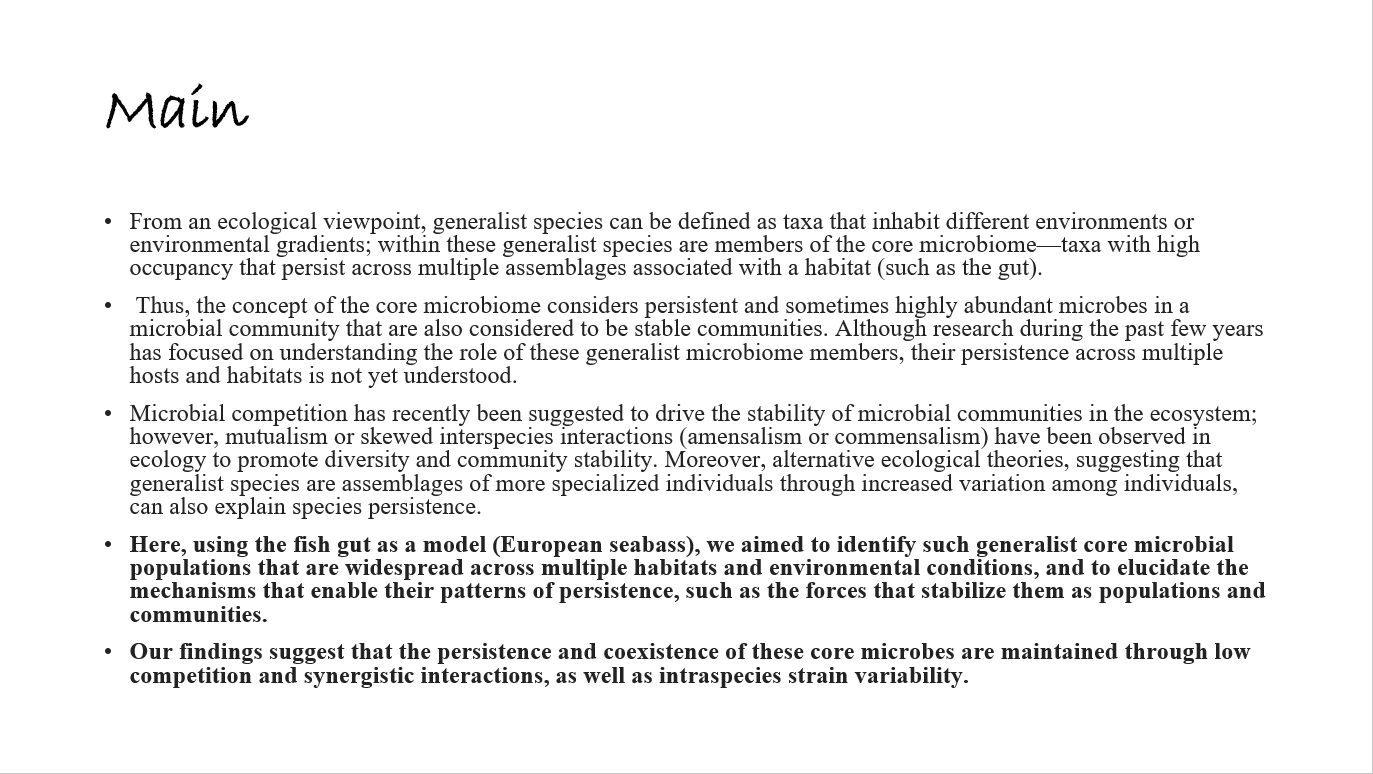 Main
• From an ecological viewpoint, generalist species can be defined as taxa that inhabit different environments or
environmental gradients; within these generalist species are members of the core microbiome—taxa with high
occupancy that persist across multiple assemblages associated with a habitat (such as the gut).
• Thus, the concept of the core microbiome considers persistent and sometimes highly abundant microbes in a
microbial community that are also considered to be stable communities. Although research during the past few years
has focused on understanding the role of these generalist microbiome members, their persistence across multiple
hosts and habitats is not yet understood.
• Microbial competition has recently been suggested to drive the stability of microbial communities in the ecosystem;
however, mutualism or skewed interspecies interactions (amensalism or commensalism) have been observed in
ecology to promote diversity and community stability. Moreover, alternative ecological theories, suggesting that
generalist species are assemblages of more specialized individuals through increased variation among individuals,
can also explain species persistence.
• Here, using the fish gut as a model (European seabass), we aimed to identify such generalist core microbial
populations that are widespread across multiple habitats and environmental conditions, and to elucidate the
mechanisms that enable their patterns of persistence, such as the forces that stabilize them as populations and
communities.
• Our findings suggest that the persistence and coexistence of these core microbes are maintained through low
competition and synergistic interactions, as well as intraspecies strain variability.